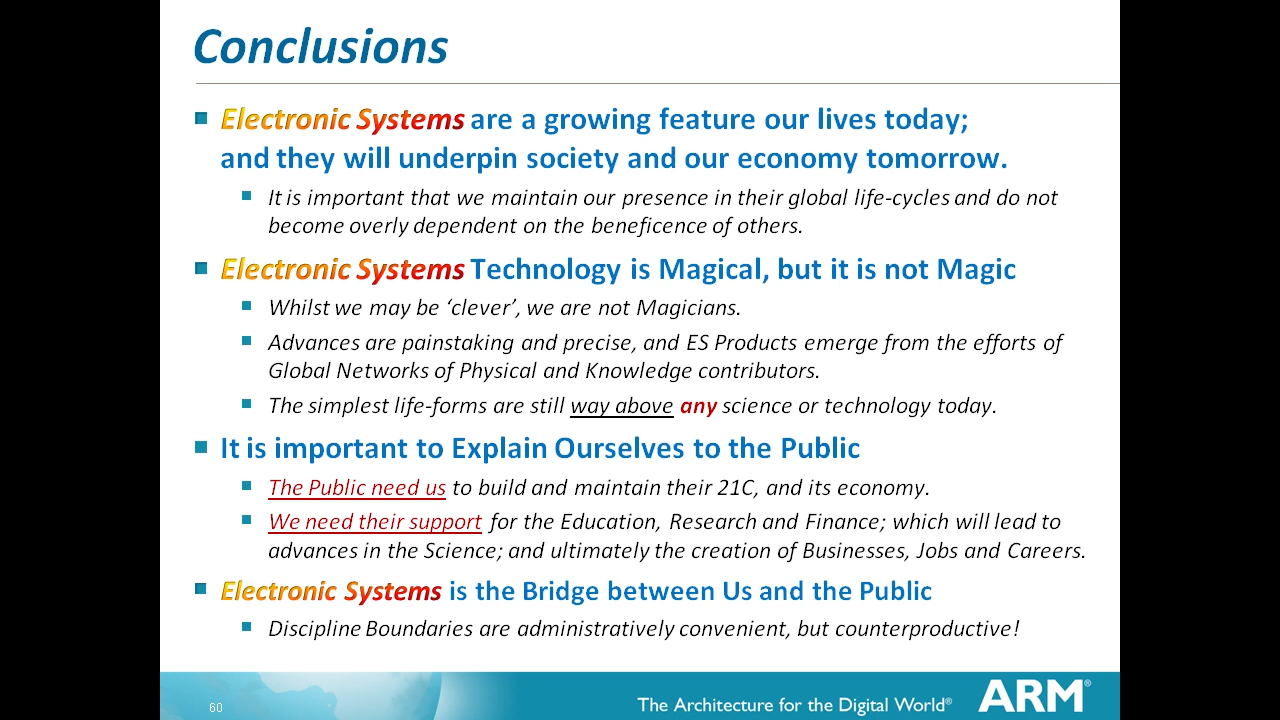 Conclusions
Electronic Systems are a growing feature our lives today;
and they will underpin society and our economy tomorrow.
It is important that we maintain our presence in their global life-cycles and do not
become overly dependent on the beneficence of others.
Electronic Systems Technology is Magical, but it is not Magic
Whilst we may be ‘clever’, we are not Magicians.
Advances are painstaking and precise, and ES Products emerge from the efforts of
Global Networks of Physical and Knowledge contributors.
The simplest life-forms are still way above any science or technology today.
It is important to Explain Ourselves to the Public
The Public need us to build and maintain their 21C, and its economy.
We need their support for the Education, Research and Finance; which will lead to
advances in the Science; and ultimately the creation of Businesses, Jobs and Careers.
Electronic Systems is the Bridge between Us and the Public
Discipline Boundaries are administratively convenient, but counterproductive!
60
The Architecture for the Digital World®
ARM®